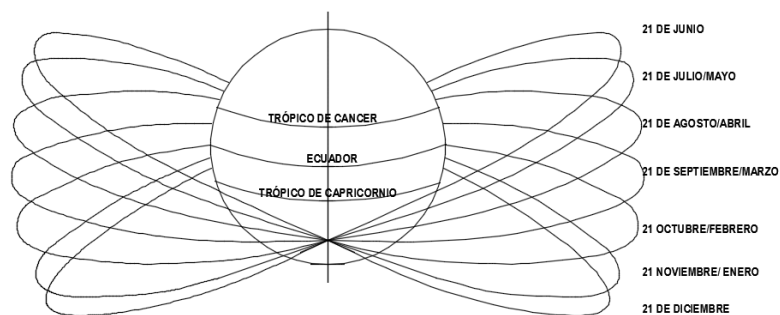 21 DE JUNIO
21 DE JULIO/MAYO
TRÓPICO DE CANCER
21 DE AGOSTO/ABRIL
ECUADOR
21 DE SEPTIEMBRE/MARZO
TRÓPICO DE CAPRICORNIO
21 OCTUBRE/FEBRERO
21 NOVIEMBRE/ ENERO
21 DE DICIEMBRE